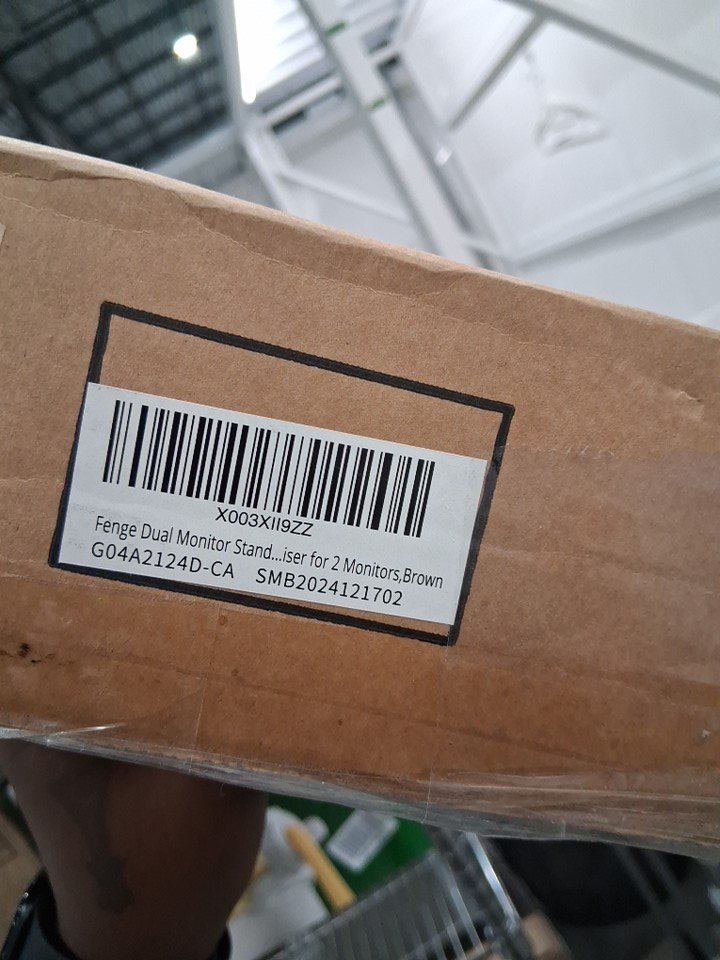 X003XII9ZZ
Fenge Dual Monitor Stand...iser for 2 Monitors,Brown
G04A2124D-CA SMB2024121702